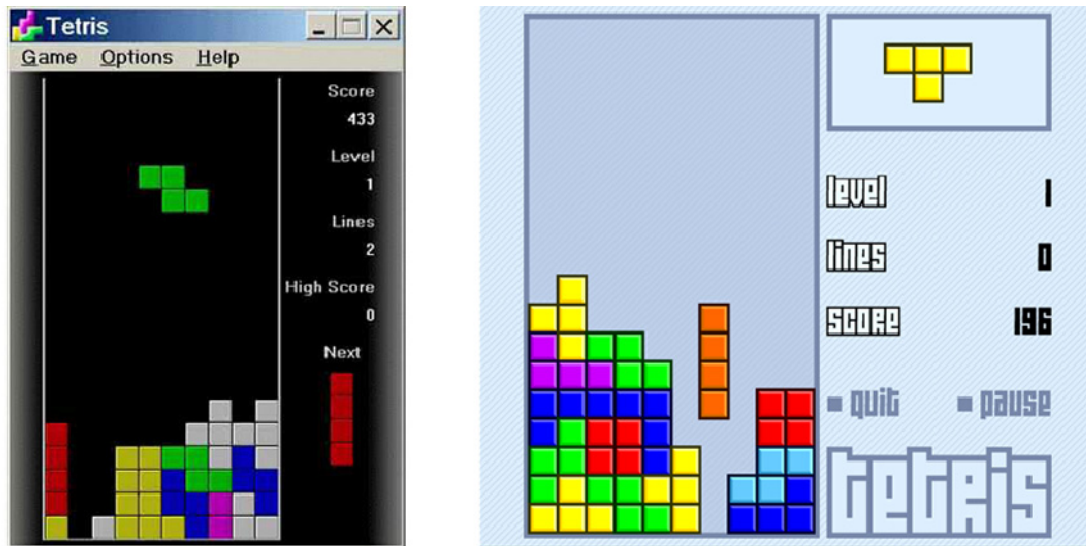 Tetris
Game Options Help
Score
433
Level
1
Lines
2
High Score
0
Next
level 1
lines 0
score 196
quit pause
tetris